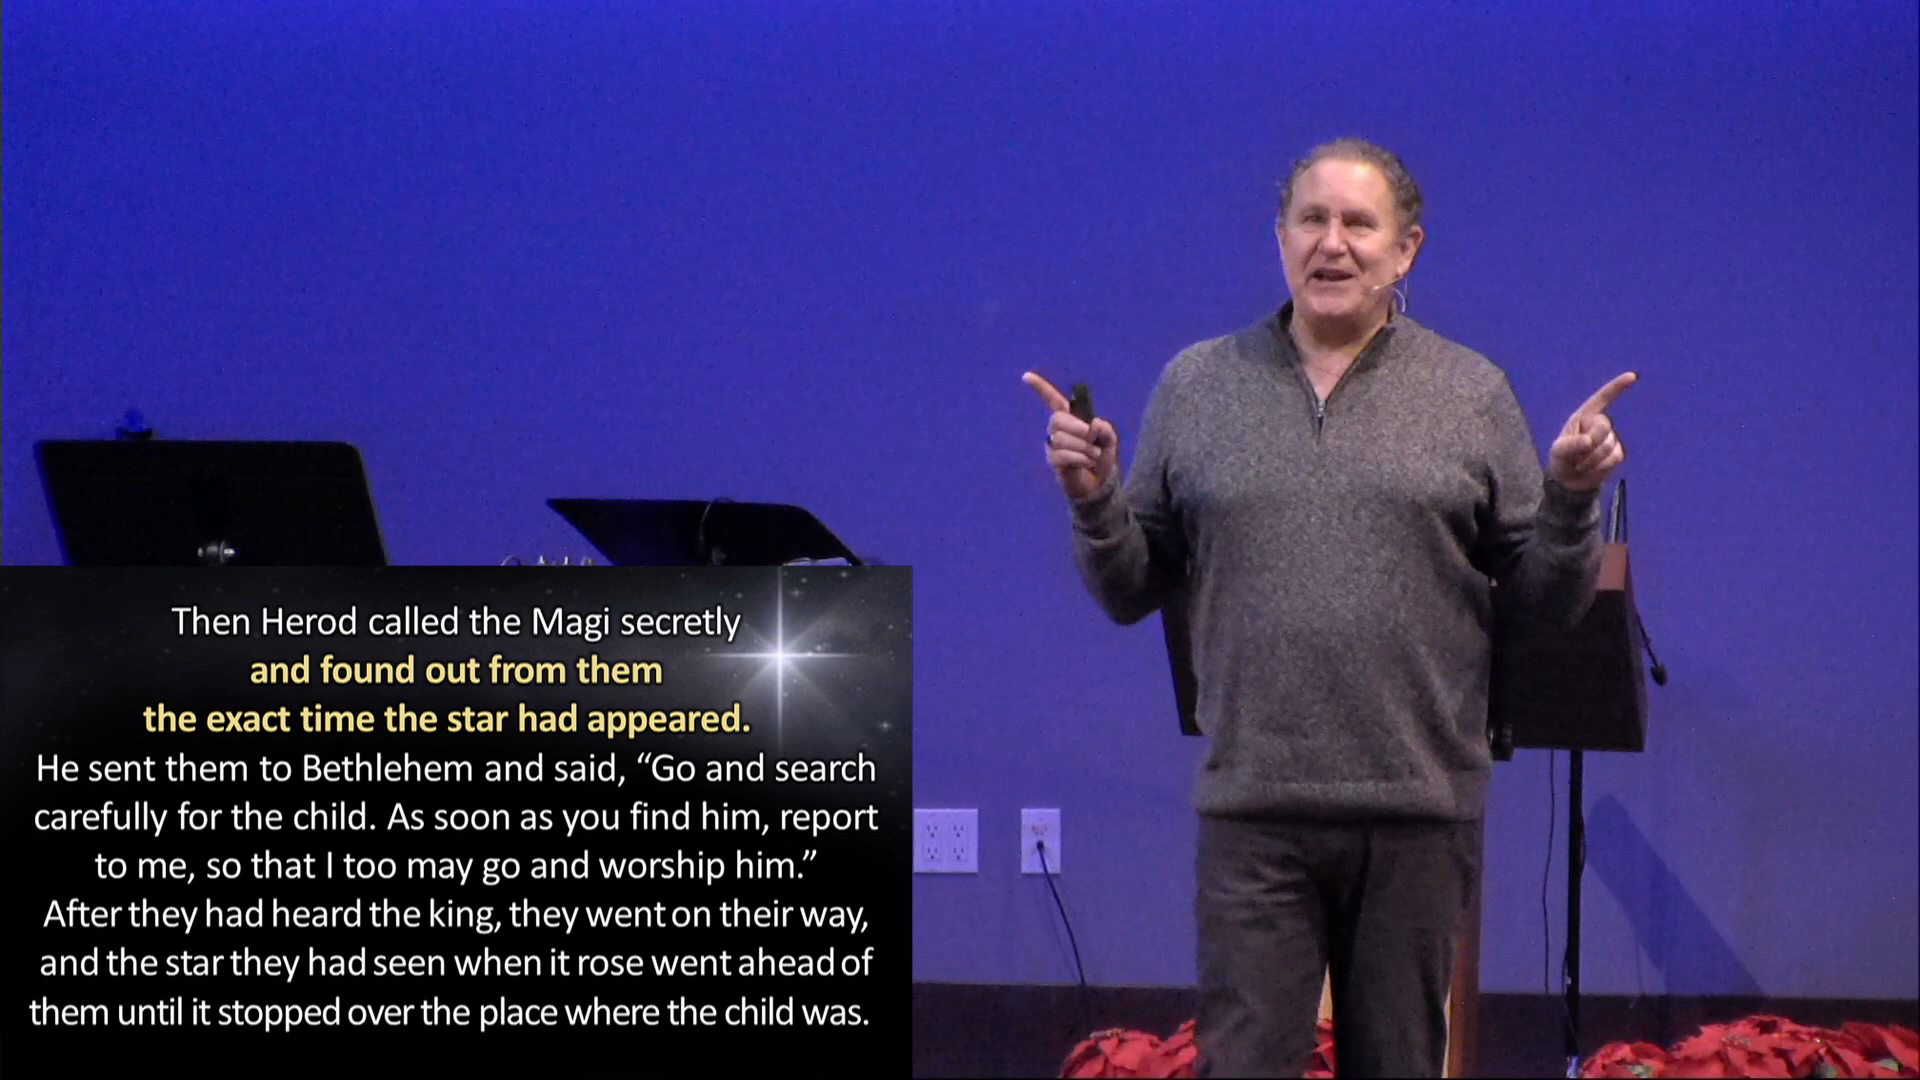 Then Herod called the Magi secretly
and found out from them
the exact time the star had appeared.
He sent them to Bethlehem and said, “Go and search
carefully for the child. As soon as you find him, report
to me, so that I too may go and worship him.”
After they had heard the king, they went on their way,
and the star they had seen when it rose went ahead of
them until it stopped over the place where the child was.